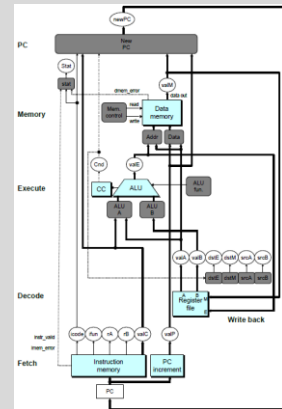 newPC
PC
New
PC
Stat
stat
dmem_error
valM
data out
Memory
Mem.
control
read
write
Data
memory
Addr
Data
Cnd
valE
Execute
CC
ALU
ALU
fun.
ALU
A
ALU
B
valA
valB
dstE
dstM
srcA
srcB
dstE
dstM
srcA
srcB
A
B
M
Register
file
E
Decode
Write back
icode
ifun
rA
rB
valC
valP
instr_valid
imem_error
Fetch
Instruction
memory
PC
increment
PC